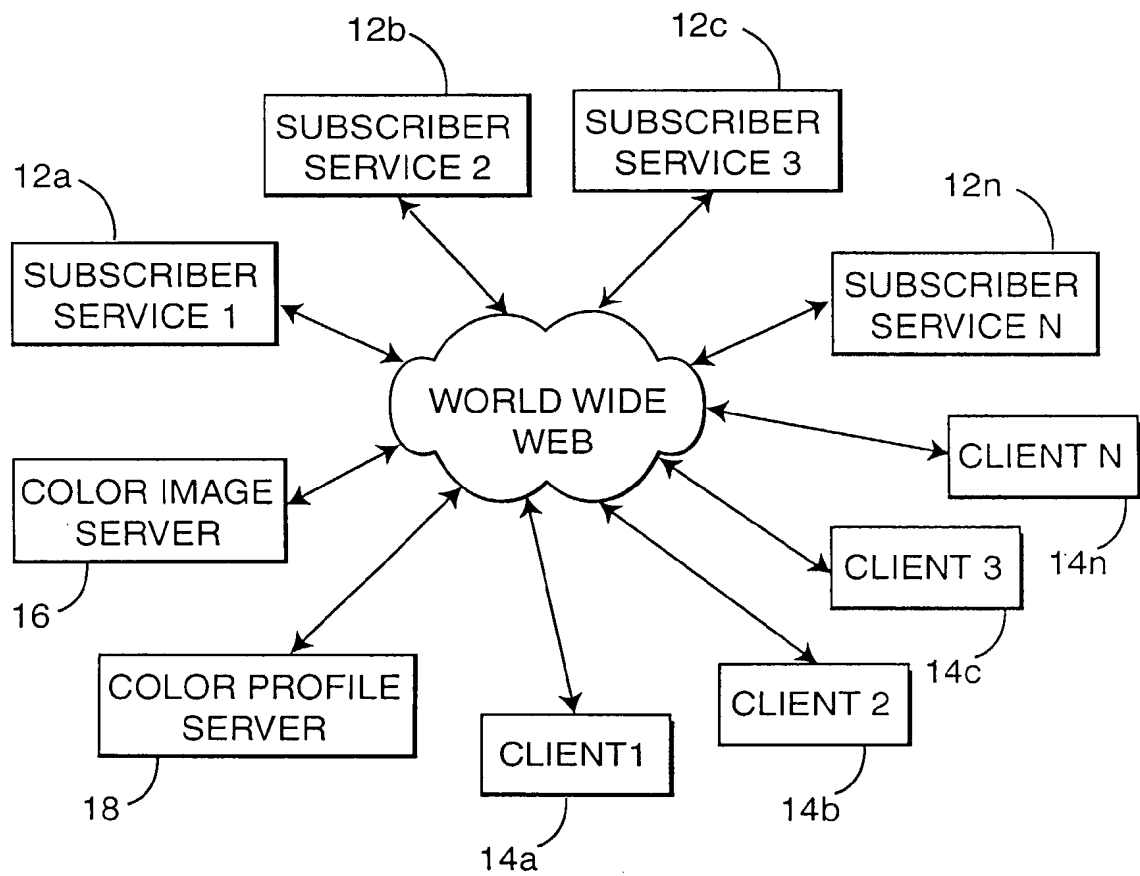 12b
12c
SUBSCRIBER
SERVICE 2
SUBSCRIBER
SERVICE 3
12a
12n
SUBSCRIBER
SERVICE 1
SUBSCRIBER
SERVICE N
WORLD WIDE
WEB
COLOR IMAGE
SERVER
CLIENT N
16
CLIENT 3
14n
COLOR PROFILE
SERVER
14c
CLIENT 2
CLIENT1
18
14b
14a